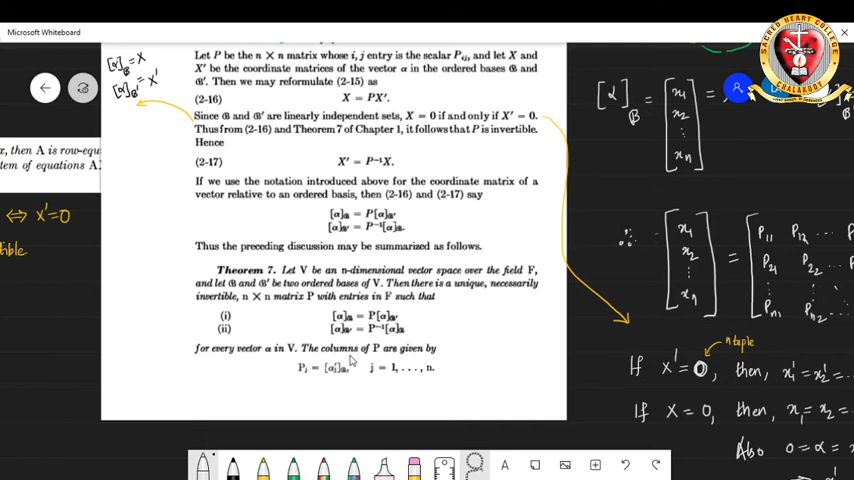 Microsoft Whiteboard
[α]𝔅 = X
[α]𝔅' = X'
x, then A is row-equ
tem of equations A
⇔ X'=0
tible
Let P be the n × n matrix whose i, j entry is the scalar Pij, and let X and
X' be the coordinate matrices of the vector α in the ordered bases 𝔅 and
𝔅'. Then we may reformulate (2-15) as
(2-16) X = PX'.
Since 𝔅 and 𝔅' are linearly independent sets, X = 0 if and only if X' = 0.
Thus from (2-16) and Theorem 7 of Chapter 1, it follows that P is invertible.
Hence
(2-17) X' = P⁻¹X.
If we use the notation introduced above for the coordinate matrix of a
vector relative to an ordered basis, then (2-16) and (2-17) say
[α]𝔅 = P[α]𝔅'
[α]𝔅' = P⁻¹[α]𝔅.
Thus the preceding discussion may be summarized as follows.
Theorem 7. Let V be an n-dimensional vector space over the field F,
and let 𝔅 and 𝔅' be two ordered bases of V. Then there is a unique, necessarily
invertible, n × n matrix P with entries in F such that
(i) [α]𝔅 = P[α]𝔅'
(ii) [α]𝔅' = P⁻¹[α]𝔅
for every vector α in V. The columns of P are given by
Pj = [α'j]𝔅, j = 1, . . . , n.
[α]B = [x1 x2 ⋮ xn] =
∴ [x1 x2 ⋮ xn] = [P11 P12 ... P21 P22 ... ⋮ Pn1 Pn2 ...
n tuple
If X' = 0, then, x1' = x2' =
If X = 0, then, x1 = x2 =
Also 0 = α = x
SACRED HEART COLLEGE
CHALAKUDY
A